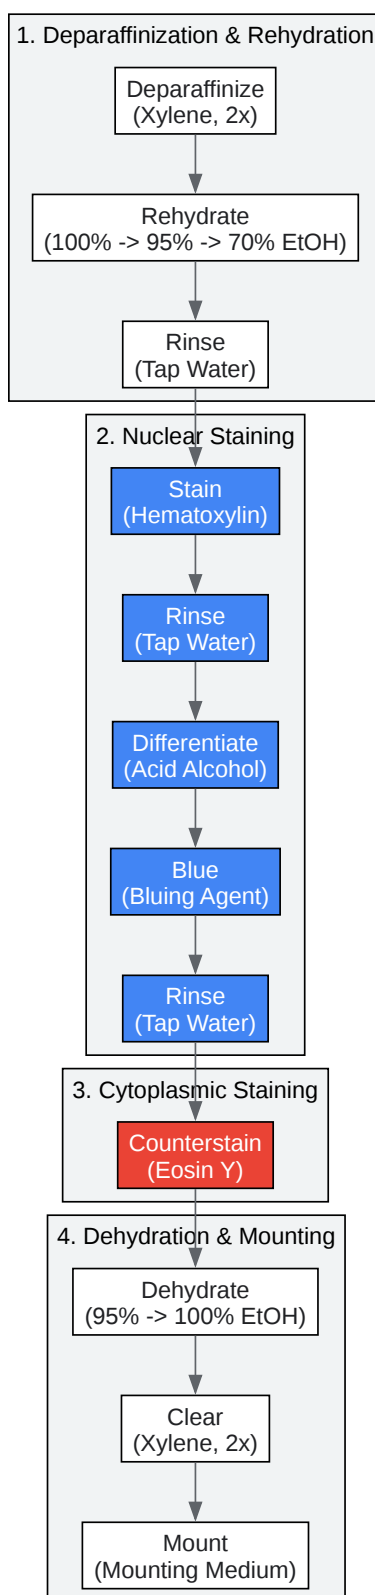 1. Deparaffinization & Rehydration
Deparaffinize
(Xylene, 2x)
Rehydrate
(100% -> 95% -> 70% EtOH)
Rinse
(Tap Water)
2. Nuclear Staining
Stain
(Hematoxylin)
Rinse
(Tap Water)
Differentiate
(Acid Alcohol)
Blue
(Bluing Agent)
Rinse
(Tap Water)
3. Cytoplasmic Staining
Counterstain
(Eosin Y)
4. Dehydration & Mounting
Dehydrate
(95% -> 100% EtOH)
Clear
(Xylene, 2x)
Mount
(Mounting Medium)